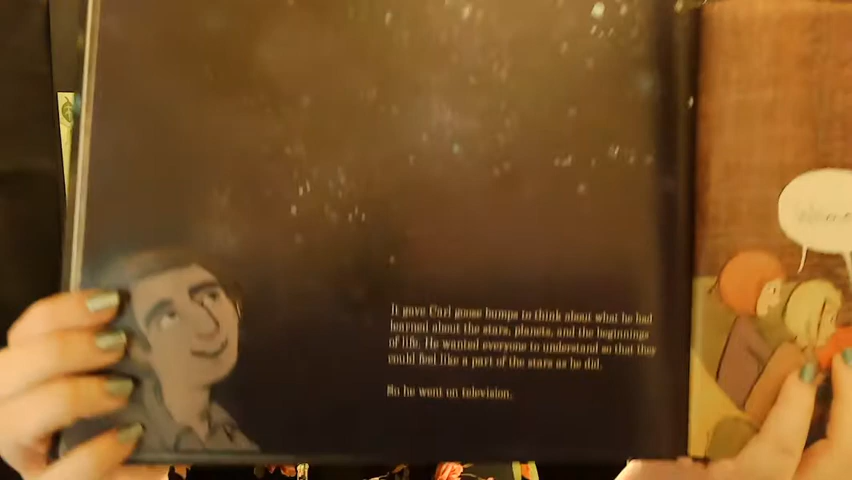 It gave Carl goose bumps to think about what he had
learned about the stars, planets, and the beginnings
of life. He wanted everyone to understand so that they
could feel like a part of the stars as he did.
So he went on television.